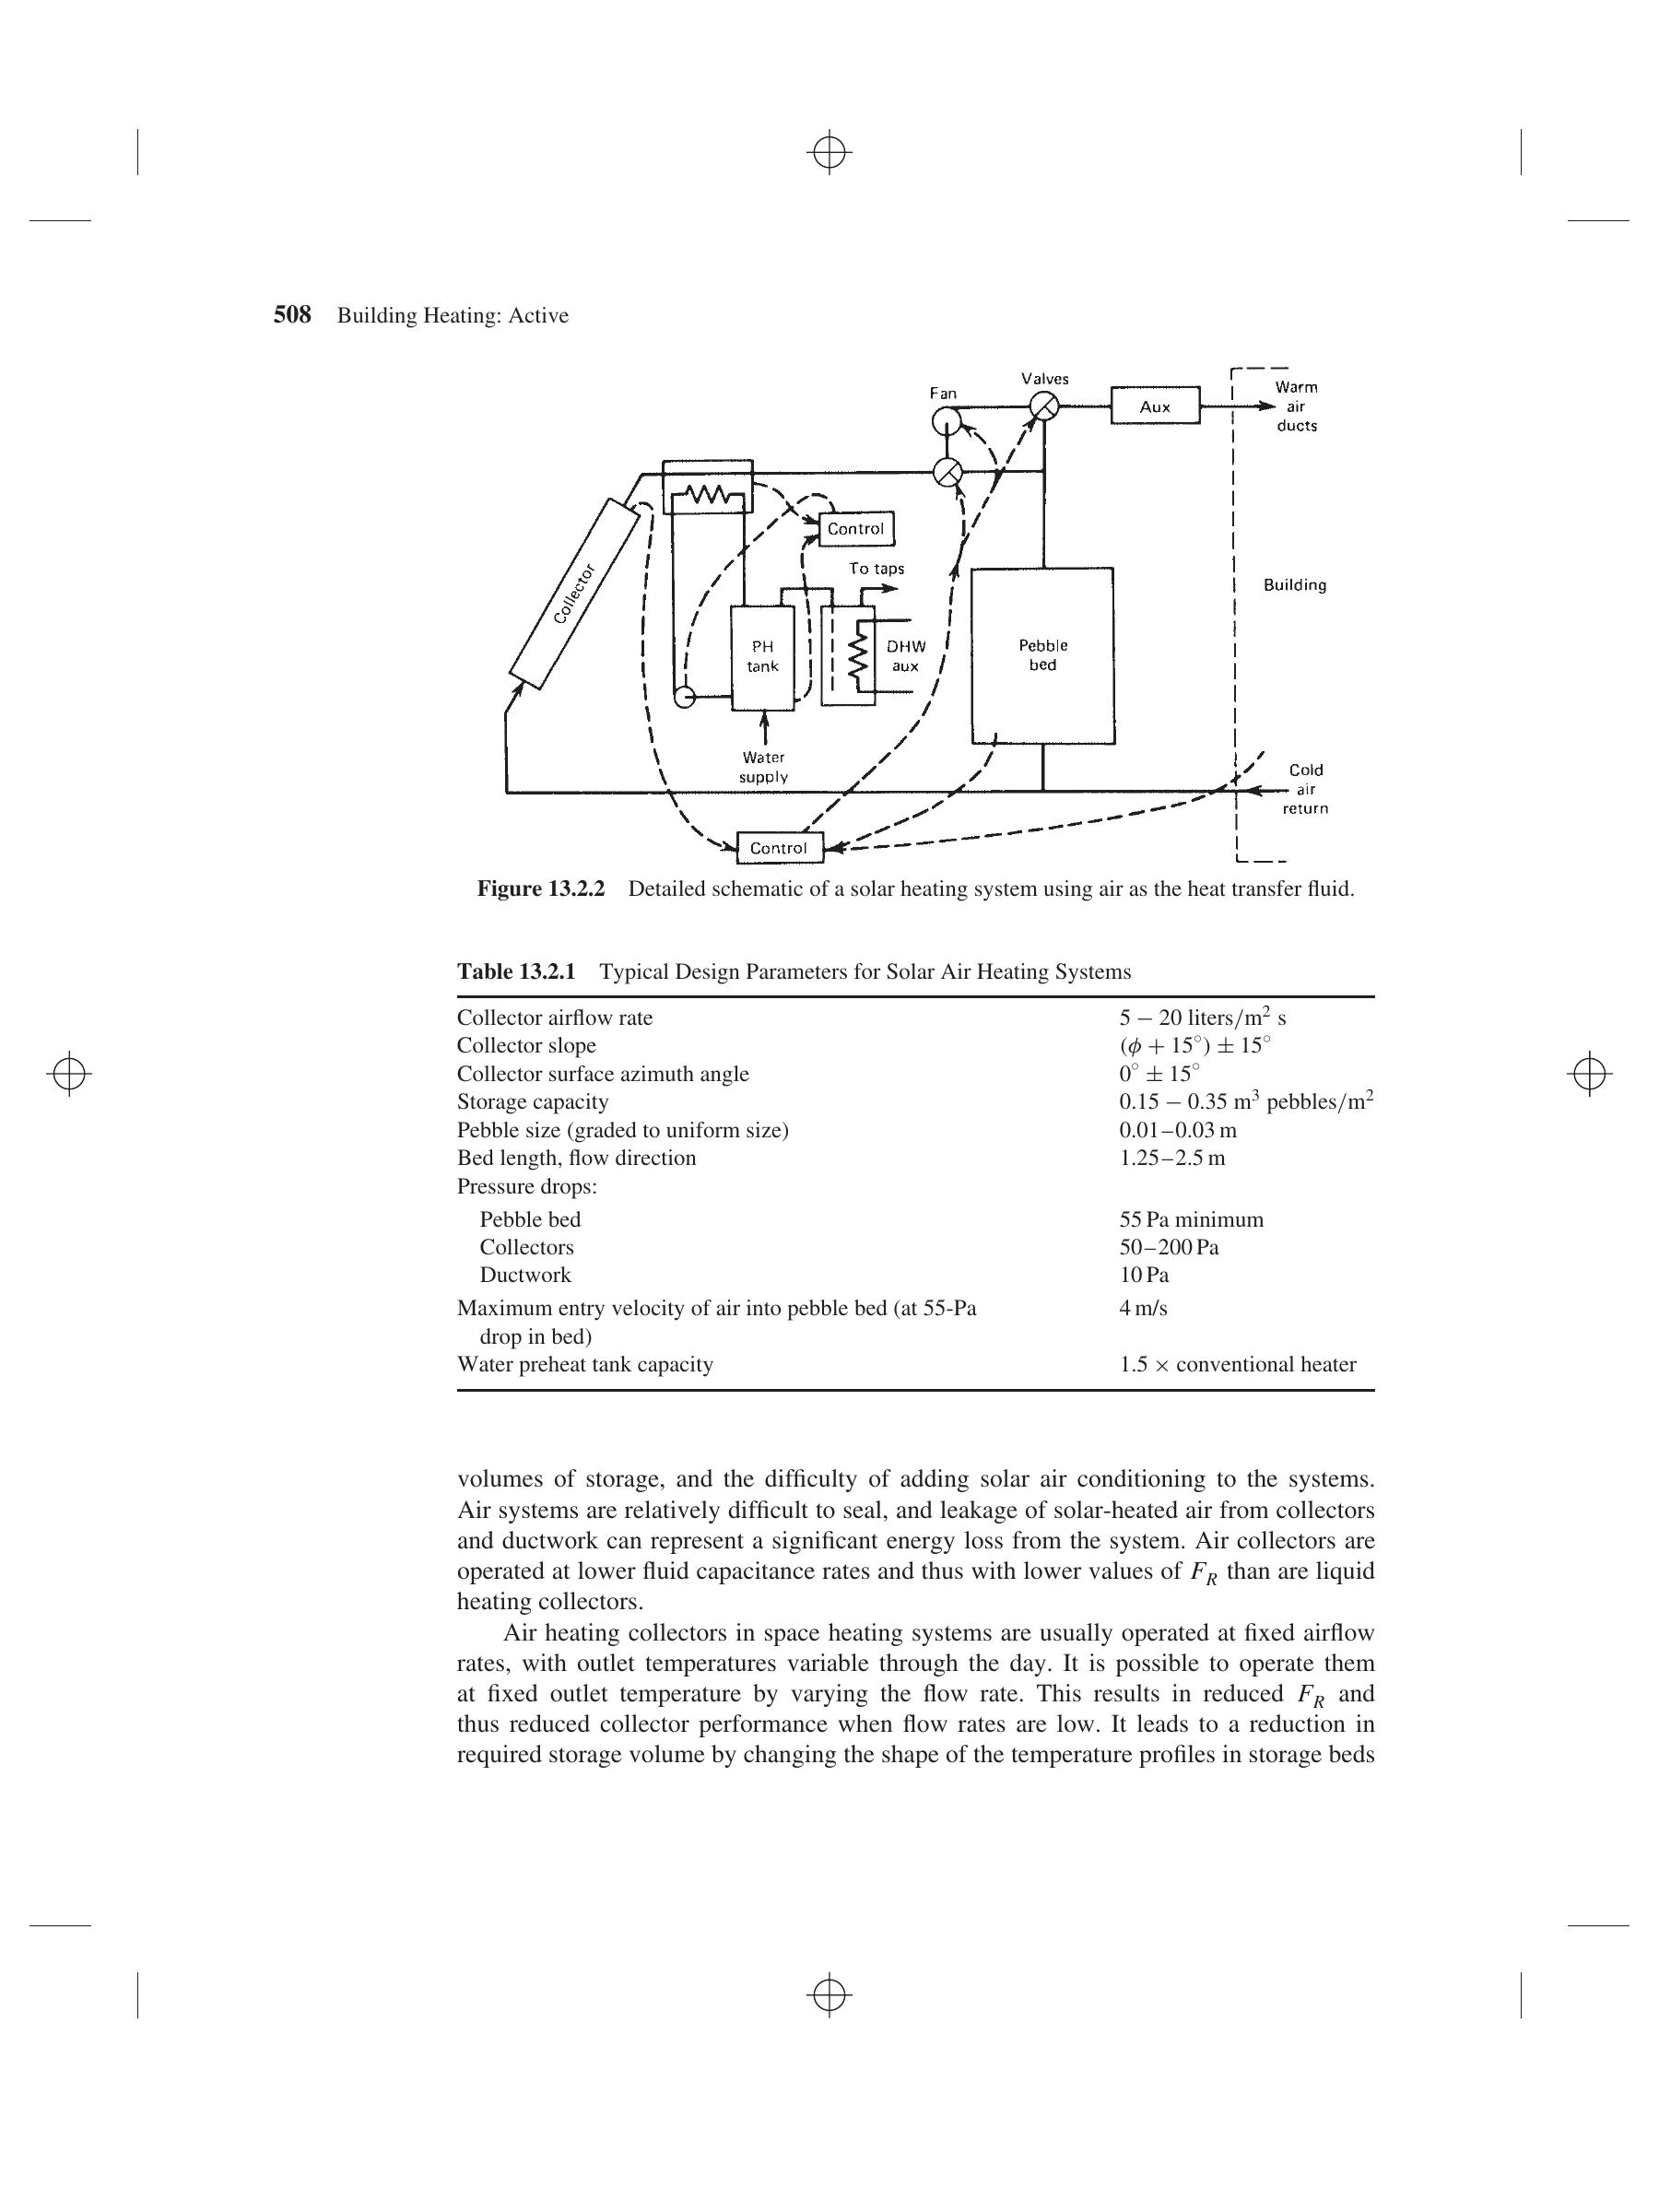 508 Building Heating: Active
Valves
Fan
Warm
air
ducts
Aux
Control
To taps
Collector
Building
PH
tank
DHW
aux
Pebble
bed
Water
supply
Cold
air
return
Control
Figure 13.2.2 Detailed schematic of a solar heating system using air as the heat transfer fluid.
Table 13.2.1 Typical Design Parameters for Solar Air Heating Systems
Collector airflow rate 5 – 20 liters/m² s
Collector slope (ϕ + 15°) ± 15°
Collector surface azimuth angle 0° ± 15°
Storage capacity 0.15 – 0.35 m³ pebbles/m²
Pebble size (graded to uniform size) 0.01–0.03 m
Bed length, flow direction 1.25–2.5 m
Pressure drops:
Pebble bed 55 Pa minimum
Collectors 50–200 Pa
Ductwork 10 Pa
Maximum entry velocity of air into pebble bed (at 55-Pa 4 m/s
drop in bed)
Water preheat tank capacity 1.5 × conventional heater
volumes of storage, and the difficulty of adding solar air conditioning to the systems.
Air systems are relatively difficult to seal, and leakage of solar-heated air from collectors
and ductwork can represent a significant energy loss from the system. Air collectors are
operated at lower fluid capacitance rates and thus with lower values of F_R than are liquid
heating collectors.
Air heating collectors in space heating systems are usually operated at fixed airflow
rates, with outlet temperatures variable through the day. It is possible to operate them
at fixed outlet temperature by varying the flow rate. This results in reduced F_R and
thus reduced collector performance when flow rates are low. It leads to a reduction in
required storage volume by changing the shape of the temperature profiles in storage beds